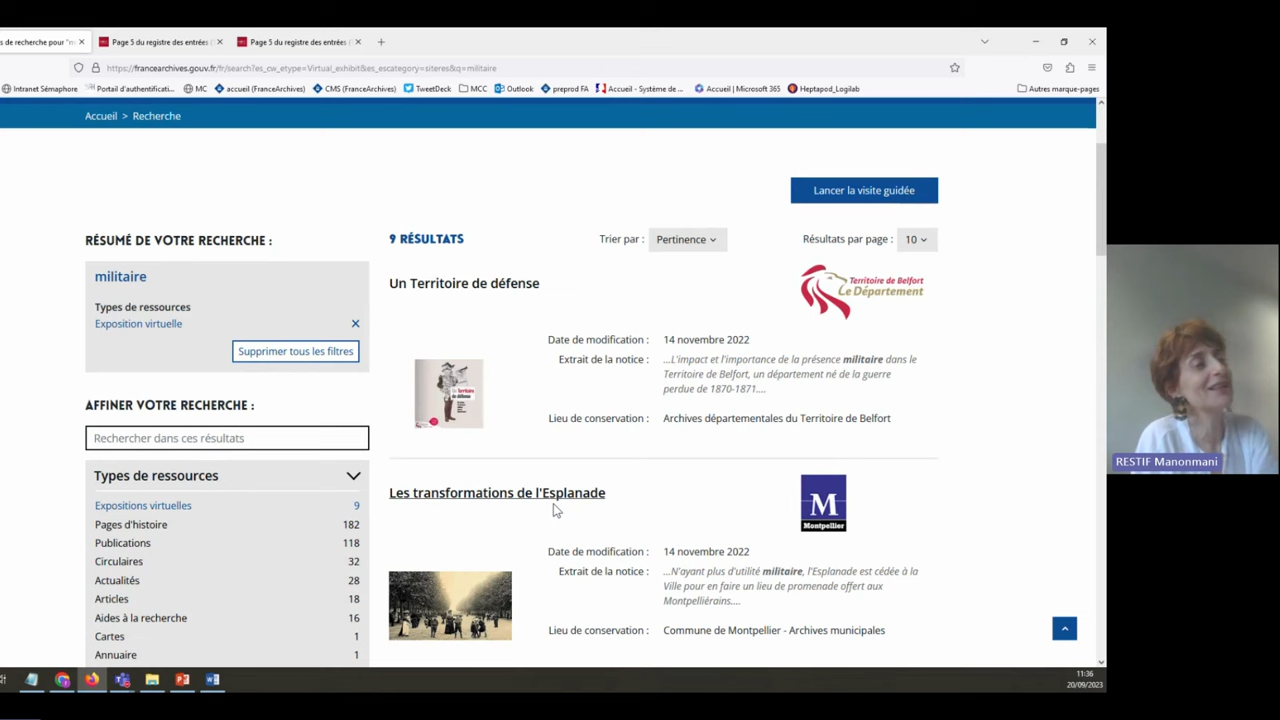 s de recherche pour "m
Page 5 du registre des entrées (
Page 5 du registre des entrées (
https://francearchives.gouv.fr/fr/search?es_cw_etype=Virtual_exhibit&es_escategory=siteres&q=militaire
Intranet Sémaphore
Portail d'authentificati...
MC
accueil (FranceArchives)
CMS (FranceArchives)
TweetDeck
MCC
Outlook
preprod FA
Accueil - Système de ...
Accueil | Microsoft 365
Heptapod_Logilab
Autres marque-pages
Accueil > Recherche
Lancer la visite guidée
RÉSUMÉ DE VOTRE RECHERCHE :
militaire
Types de ressources
Exposition virtuelle
Supprimer tous les filtres
AFFINER VOTRE RECHERCHE :
Rechercher dans ces résultats
Types de ressources
Expositions virtuelles 9
Pages d'histoire 182
Publications 118
Circulaires 32
Actualités 28
Articles 18
Aides à la recherche 16
Cartes 1
Annuaire 1
9 RÉSULTATS
Trier par : Pertinence
Résultats par page : 10
Un Territoire de défense
Territoire de Belfort
Le Département
Date de modification : 14 novembre 2022
Extrait de la notice : ...L'impact et l'importance de la présence militaire dans le
Territoire de Belfort, un département né de la guerre
perdue de 1870-1871....
Lieu de conservation : Archives départementales du Territoire de Belfort
Les transformations de l'Esplanade
M
Montpellier
Date de modification : 14 novembre 2022
Extrait de la notice : ...N'ayant plus d'utilité militaire, l'Esplanade est cédée à la
Ville pour en faire un lieu de promenade offert aux
Montpelliérains....
Lieu de conservation : Commune de Montpellier - Archives municipales
RESTIF Manonmani
11:36
20/09/2023